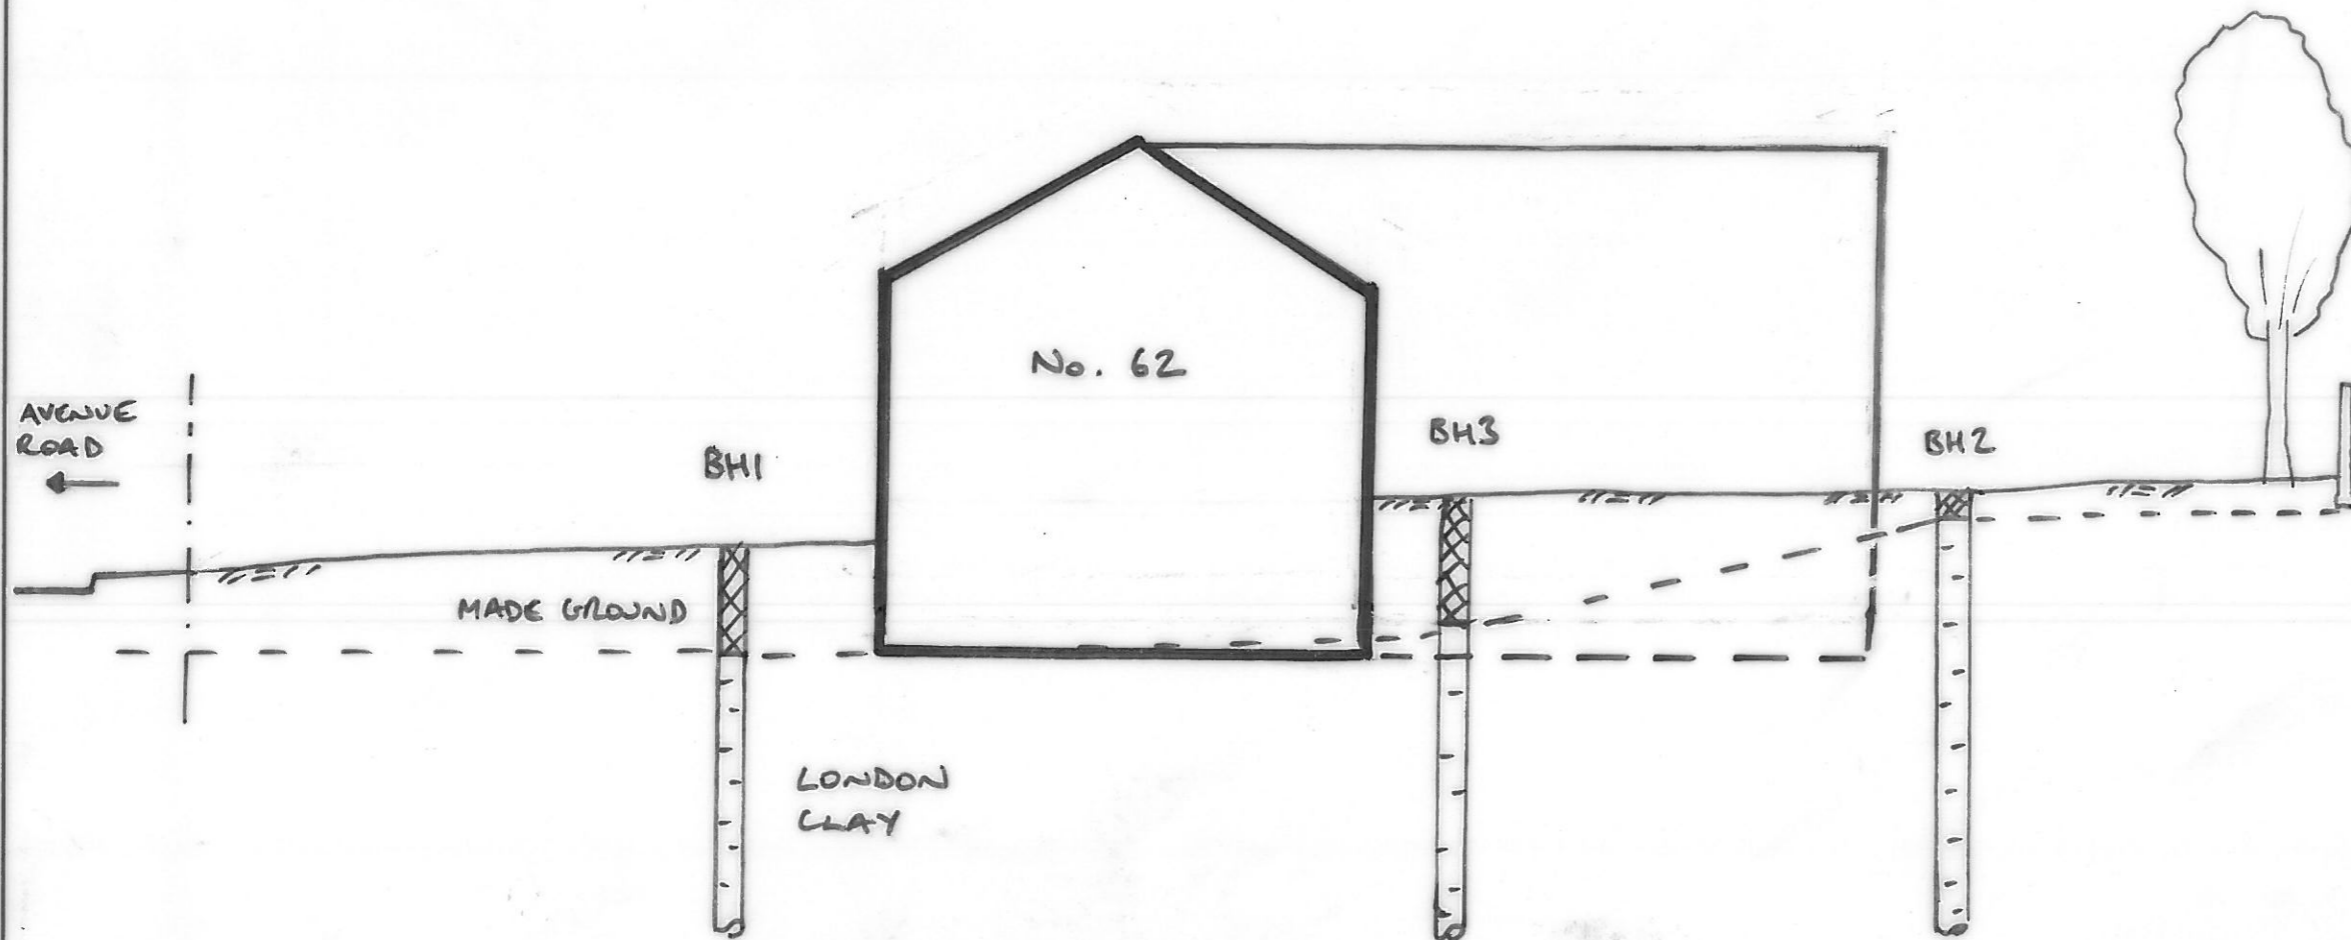 No. 62
AVENUE
ROAD
BH1
BH3
BH2
MADE GROUND
LONDON
CLAY